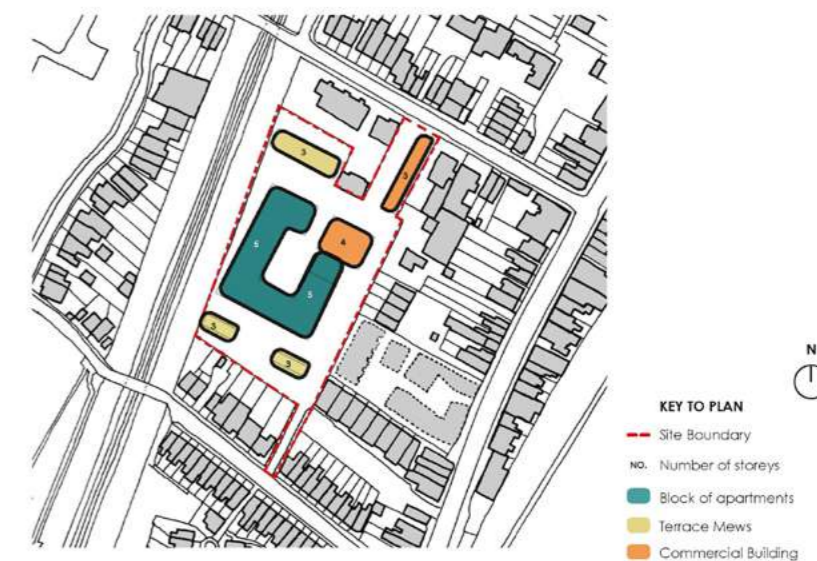 3
3
4
5
5
3
3
N
KEY TO PLAN
Site Boundary
NO. Number of storeys
Block of apartments
Terrace Mews
Commercial Building